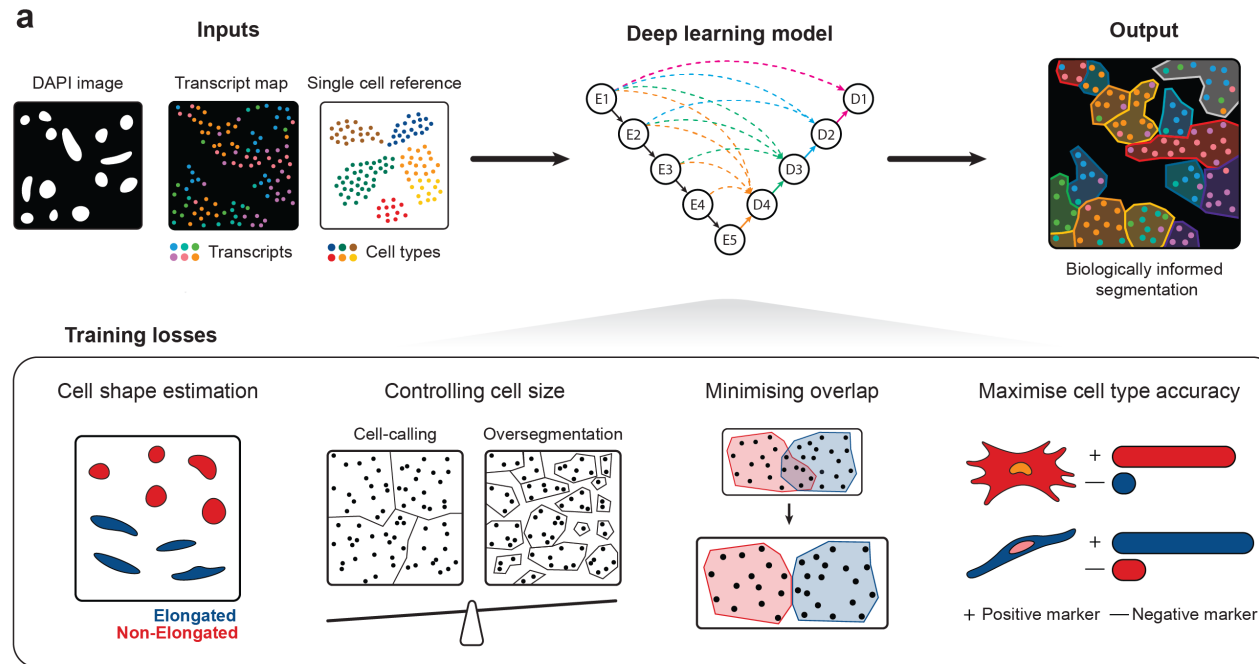 a
Inputs
Deep learning model
Output
DAPI image
Transcript map
Single cell reference
Transcripts
Cell types
E1
D1
E2
D2
E3
D3
E4
D4
E5
Biologically informed
segmentation
Training losses
Cell shape estimation
Controlling cell size
Minimising overlap
Maximise cell type accuracy
Cell-calling
Oversegmentation
+
—
+
—
Elongated
Non-Elongated
+ Positive marker — Negative marker